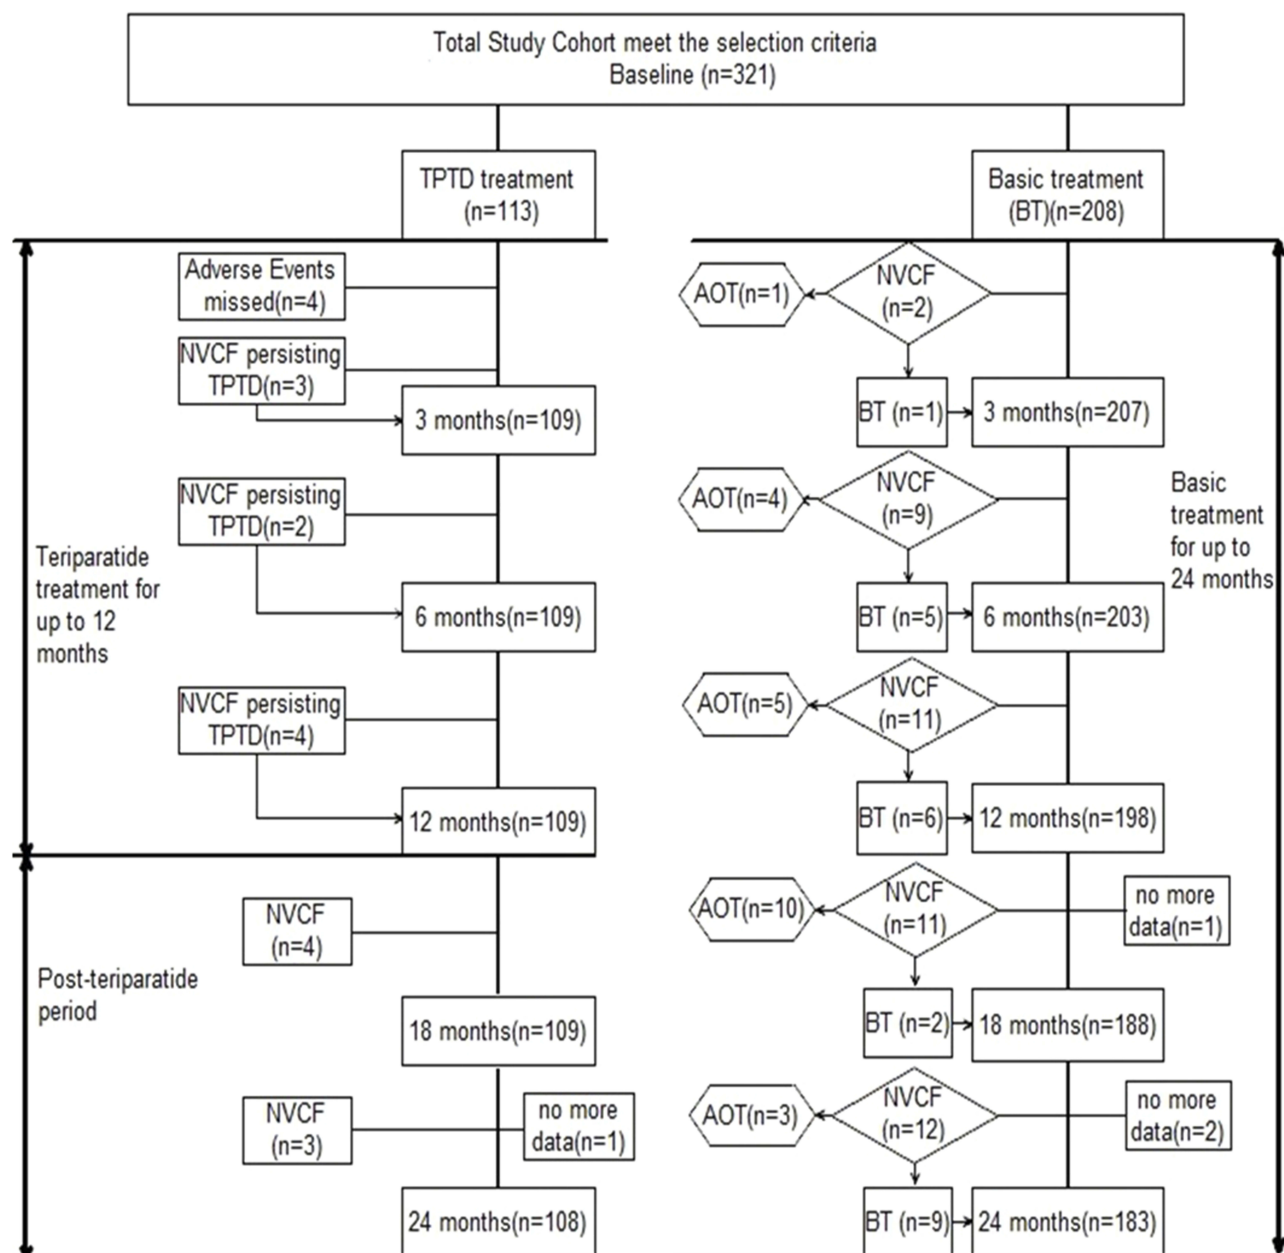 Total Study Cohort meet the selection criteria
Baseline (n=321)
TPTD treatment
(n=113)
Basic treatment
(BT)(n=208)
Adverse Events
missed(n=4)
NVCF persisting
TPTD(n=3)
3 months(n=109)
NVCF persisting
TPTD(n=2)
6 months(n=109)
NVCF persisting
TPTD(n=4)
12 months(n=109)
Teriparatide
treatment for
up to 12
months
NVCF
(n=4)
18 months(n=109)
NVCF
(n=3)
no more
data(n=1)
24 months(n=108)
Post-teriparatide
period
AOT(n=1)
NVCF
(n=2)
BT (n=1)
3 months(n=207)
AOT(n=4)
NVCF
(n=9)
BT (n=5)
6 months(n=203)
AOT(n=5)
NVCF
(n=11)
BT (n=6)
12 months(n=198)
AOT(n=10)
NVCF
(n=11)
no more
data(n=1)
BT (n=2)
18 months(n=188)
AOT(n=3)
NVCF
(n=12)
no more
data(n=2)
BT (n=9)
24 months(n=183)
Basic
treatment
for up to
24 months